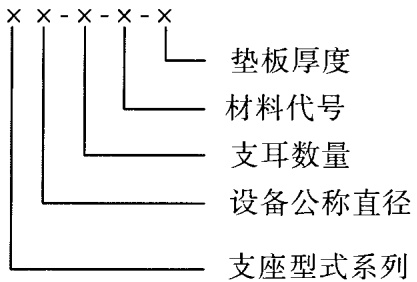 × × - × - × - ×
垫板厚度
材料代号
支耳数量
设备公称直径
支座型式系列